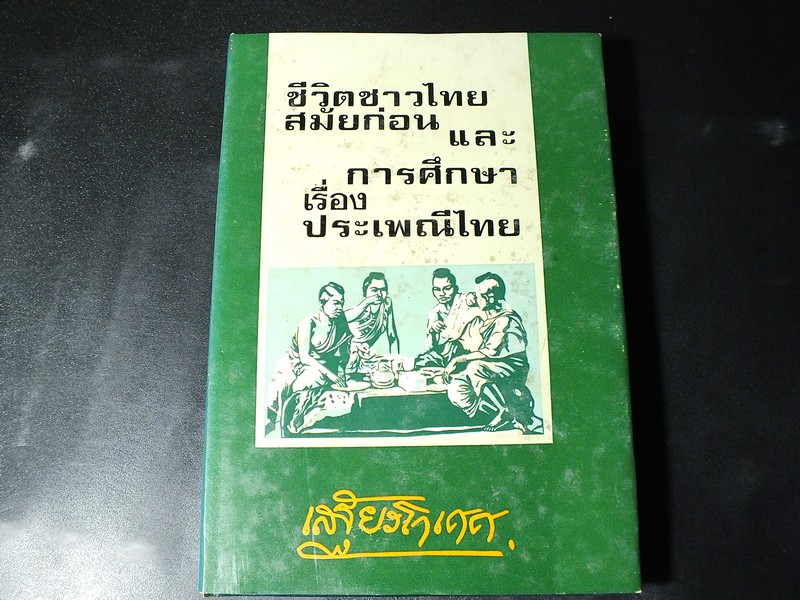 ชีวิตชาวไทย
สมัยก่อน
และ
การศึกษา
เรื่อง
ประเพณีไทย
เสฐียรโกเศศ.